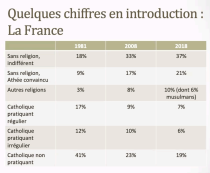 Quelques chiffres en introduction :
La France
1981 2008 2018
Sans religion, indifférent 18% 33% 37%
Sans religion, Athée convaincu 9% 17% 21%
Autres religions 3% 8% 10% (dont 6% musulmans)
Catholique pratiquant régulier 17% 9% 7%
Catholique pratiquant irrégulier 12% 10% 6%
Catholique non pratiquant 41% 23% 19%